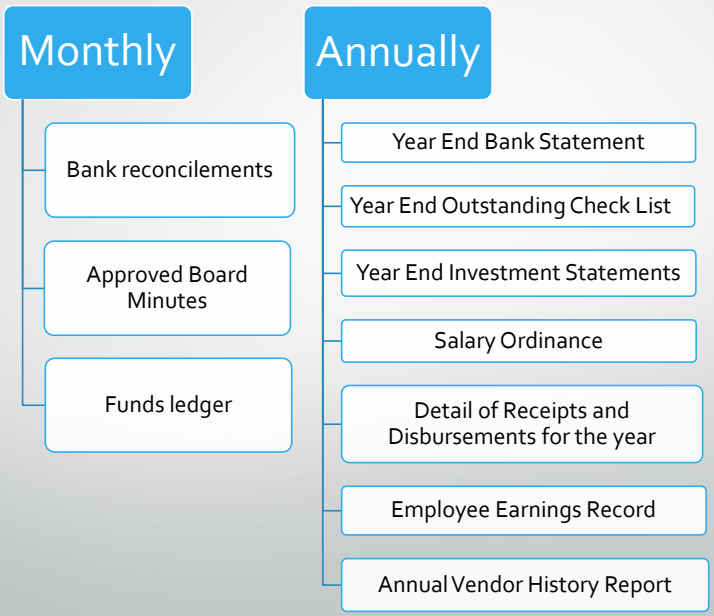 Monthly
Bank reconcilements
Approved Board
Minutes
Funds ledger
Annually
Year End Bank Statement
Year End Outstanding Check List
Year End Investment Statements
Salary Ordinance
Detail of Receipts and
Disbursements for the year
Employee Earnings Record
Annual Vendor History Report